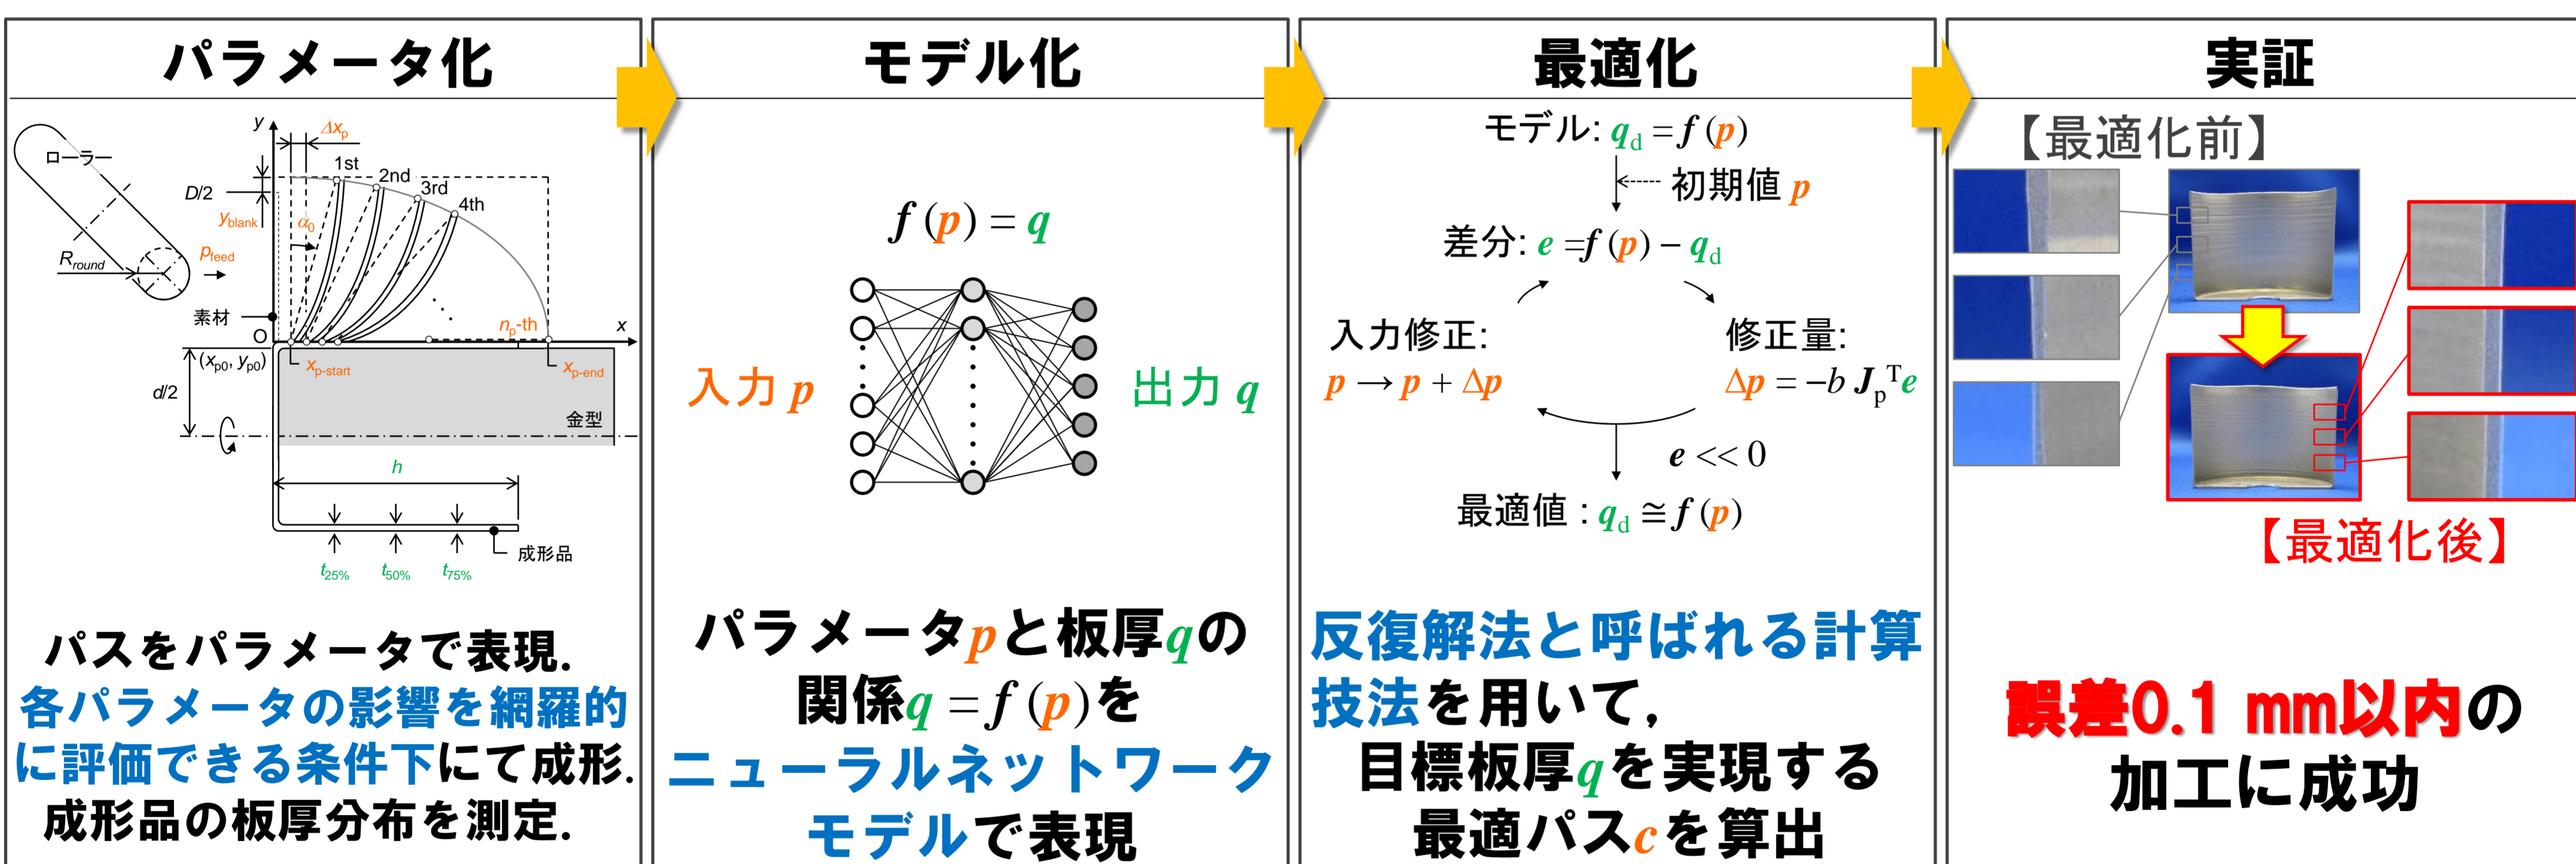 パラメータ化
ローラー
y
Δxp
1st
2nd
3rd
4th
D/2
yblank
α0
pfeed
Rround
素材
O
np-th
x
(xp0, yp0)
xp-start
xp-end
d/2
金型
h
成形品
t25%
t50%
t75%
パスをパラメータで表現.
各パラメータの影響を網羅的
に評価できる条件下にて成形.
成形品の板厚分布を測定.
モデル化
f (p) = q
入力 p
出力 q
パラメータpと板厚qの
関係q = f (p)を
ニューラルネットワーク
モデルで表現
最適化
モデル: qd = f (p)
初期値 p
差分: e =f (p) − qd
入力修正:
p → p + Δp
修正量:
Δp = −b JpTe
e << 0
最適値 : qd ≅ f (p)
反復解法と呼ばれる計算
技法を用いて,
目標板厚qを実現する
最適パスcを算出
実証
【最適化前】
【最適化後】
誤差0.1 mm以内の
加工に成功